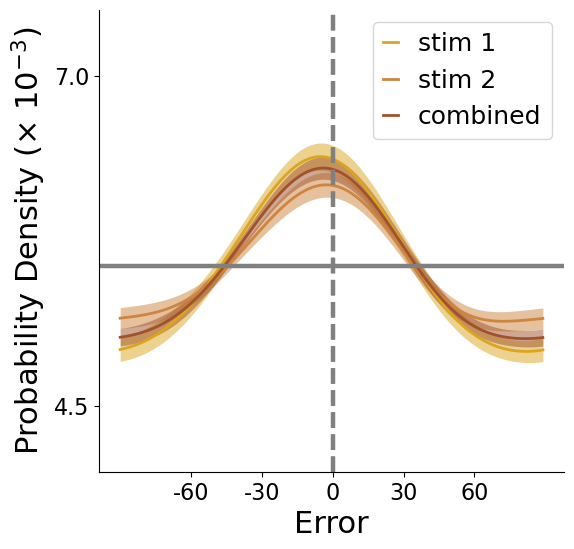 stim 1
stim 2
combined
Probability Density (× 10⁻³)
7.0
4.5
-60 -30 0 30 60
Error